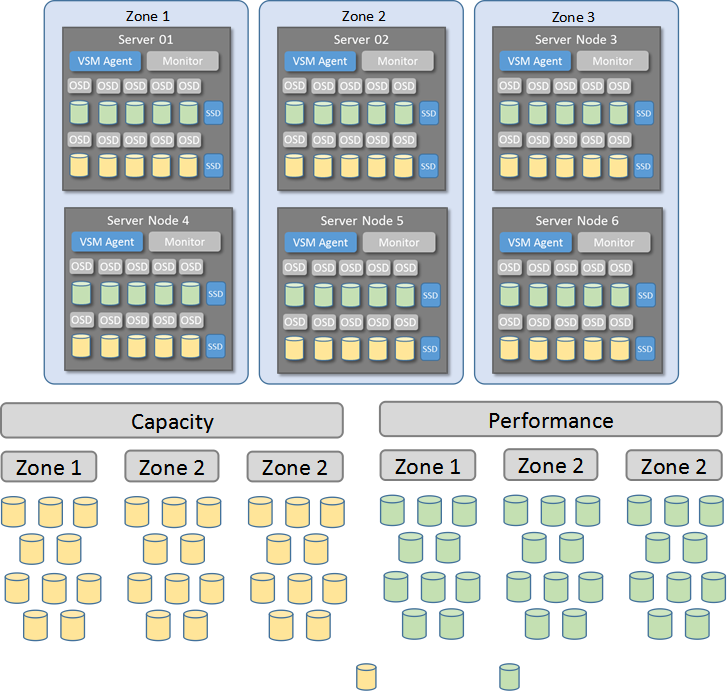 Zone 1
Server 01
VSM Agent Monitor
OSD OSD OSD OSD OSD
SSD
OSD OSD OSD OSD OSD
SSD
Server Node 4
VSM Agent Monitor
OSD OSD OSD OSD OSD
SSD
OSD OSD OSD OSD OSD
SSD
Zone 2
Server 02
VSM Agent Monitor
OSD OSD OSD OSD OSD
SSD
OSD OSD OSD OSD OSD
SSD
Server Node 5
VSM Agent Monitor
OSD OSD OSD OSD OSD
SSD
OSD OSD OSD OSD OSD
SSD
Zone 3
Server Node 3
VSM Agent Monitor
OSD OSD OSD OSD OSD
SSD
OSD OSD OSD OSD OSD
SSD
Server Node 6
VSM Agent Monitor
OSD OSD OSD OSD OSD
SSD
OSD OSD OSD OSD OSD
SSD
Capacity
Zone 1 Zone 2 Zone 2
Performance
Zone 1 Zone 2 Zone 2